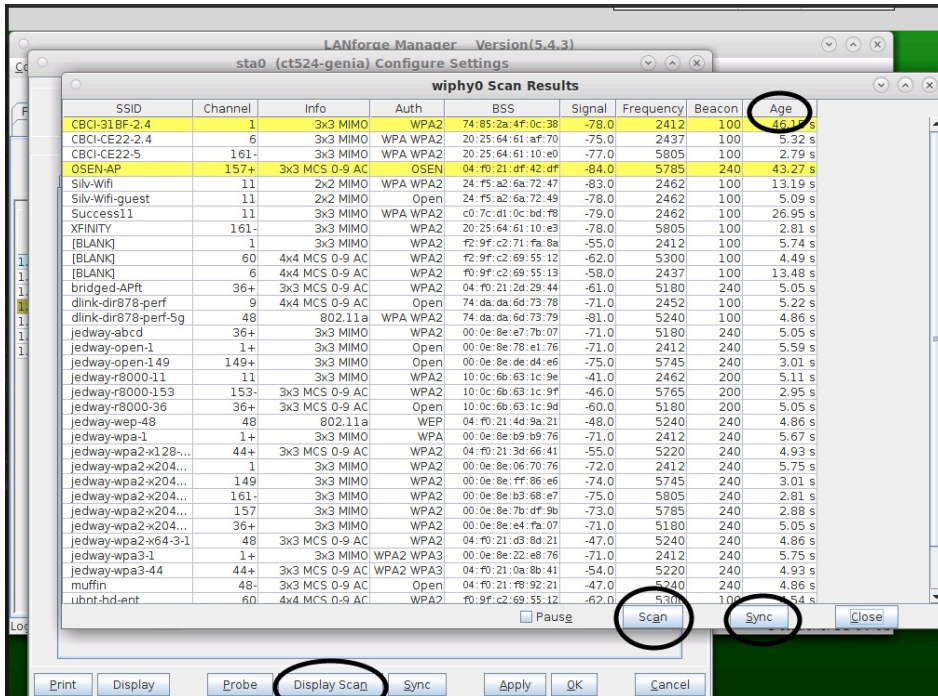 LANforge Manager Version(5.4.3)
sta0 (ct524-genia) Configure Settings
wiphy0 Scan Results
SSID Channel Info Auth BSS Signal Frequency Beacon Age
CBCI-31BF-2.4 1 3x3 MIMO WPA2 74:85:2a:4f:0c:38 -78.0 2412 100 46.15 s
CBCI-CE22-2.4 6 3x3 MIMO WPA WPA2 20:25:64:61:af:70 -75.0 2437 100 5.32 s
CBCI-CE22-5 161- 3x3 MIMO WPA2 20:25:64:61:10:e0 -77.0 5805 100 2.79 s
OSEN-AP 157+ 3x3 MCS 0-9 AC OSEN 04:f0:21:df:42:df -84.0 5785 240 43.27 s
Silv-Wifi 11 2x2 MIMO WPA WPA2 24:f5:a2:6a:72:47 -83.0 2462 100 13.19 s
Silv-Wifi-guest 11 2x2 MIMO Open 24:f5:a2:6a:72:49 -78.0 2462 100 5.09 s
Success11 11 3x3 MIMO WPA WPA2 c0:7c:d1:0c:bd:f8 -79.0 2462 100 26.95 s
XFINITY 161- 3x3 MIMO WPA2 20:25:64:61:10:e3 -78.0 5805 100 2.81 s
[BLANK] 1 3x3 MIMO WPA2 f2:9f:c2:71:fa:8a -55.0 2412 100 5.74 s
[BLANK] 60 4x4 MCS 0-9 AC WPA2 f2:9f:c2:69:55:12 -62.0 5300 100 4.49 s
[BLANK] 6 4x4 MCS 0-9 AC WPA2 f0:9f:c2:69:55:13 -58.0 2437 100 13.48 s
bridged-APft 36+ 3x3 MIMO WPA2 04:f0:21:2d:29:44 -61.0 5180 240 5.05 s
dlink-dir878-perf 9 4x4 MCS 0-9 AC Open 74:da:da:6d:73:78 -71.0 2452 100 5.22 s
dlink-dir878-perf-5g 48 802.11a WPA WPA2 74:da:da:6d:73:79 -81.0 5240 100 4.86 s
jedway-abcd 36+ 3x3 MIMO WPA2 00:0e:8e:e7:7b:07 -71.0 5180 240 5.05 s
jedway-open-1 1+ 3x3 MIMO Open 00:0e:8e:78:e1:76 -71.0 2412 240 5.59 s
jedway-open-149 149+ 3x3 MIMO Open 00:0e:8e:de:d4:e6 -75.0 5745 240 3.01 s
jedway-r8000-11 11 3x3 MIMO WPA2 10:0c:6b:63:1c:9e -41.0 2462 200 5.11 s
jedway-r8000-153 153- 3x3 MCS 0-9 AC WPA2 10:0c:6b:63:1c:9f -46.0 5765 200 2.95 s
jedway-r8000-36 36+ 3x3 MCS 0-9 AC Open 10:0c:6b:63:1c:9d -60.0 5180 200 5.05 s
jedway-wep-48 48 802.11a WEP 04:f0:21:4d:9a:21 -48.0 5240 240 4.86 s
jedway-wpa-1 1+ 3x3 MIMO WPA 00:0e:8e:b9:b9:76 -71.0 2412 240 5.67 s
jedway-wpa2-x128-... 44+ 3x3 MCS 0-9 AC WPA2 04:f0:21:3d:66:41 -55.0 5220 240 4.93 s
jedway-wpa2-x204... 1 3x3 MIMO WPA2 00:0e:8e:06:70:76 -72.0 2412 240 5.75 s
jedway-wpa2-x204... 149 3x3 MIMO WPA2 00:0e:8e:ff:86:e6 -74.0 5745 240 3.01 s
jedway-wpa2-x204... 161- 3x3 MIMO WPA2 00:0e:8e:b3:68:e7 -75.0 5805 240 2.81 s
jedway-wpa2-x204... 157 3x3 MIMO WPA2 00:0e:8e:7b:df:9b -73.0 5785 240 2.88 s
jedway-wpa2-x204... 36+ 3x3 MIMO WPA2 00:0e:8e:e4:fa:07 -71.0 5180 240 5.05 s
jedway-wpa2-x64-3-1 48 3x3 MCS 0-9 AC WPA2 04:f0:21:d3:8d:21 -47.0 5240 240 4.86 s
jedway-wpa3-1 1+ 3x3 MIMO WPA2 WPA3 00:0e:8e:22:e8:76 -71.0 2412 240 5.75 s
jedway-wpa3-44 44+ 3x3 MCS 0-9 AC WPA2 WPA3 04:f0:21:0a:8b:41 -54.0 5220 240 4.93 s
muffin 48- 3x3 MCS 0-9 AC Open 04:f0:21:f8:92:21 -47.0 5240 240 4.86 s
ubnt-hd-ent 60 4x4 MCS 0-9 AC WPA2 f0:9f:c2:69:55:12 -62.0 5300 100 4.54 s
Pause Scan Sync Close
Print Display Probe Display Scan Sync Apply OK Cancel